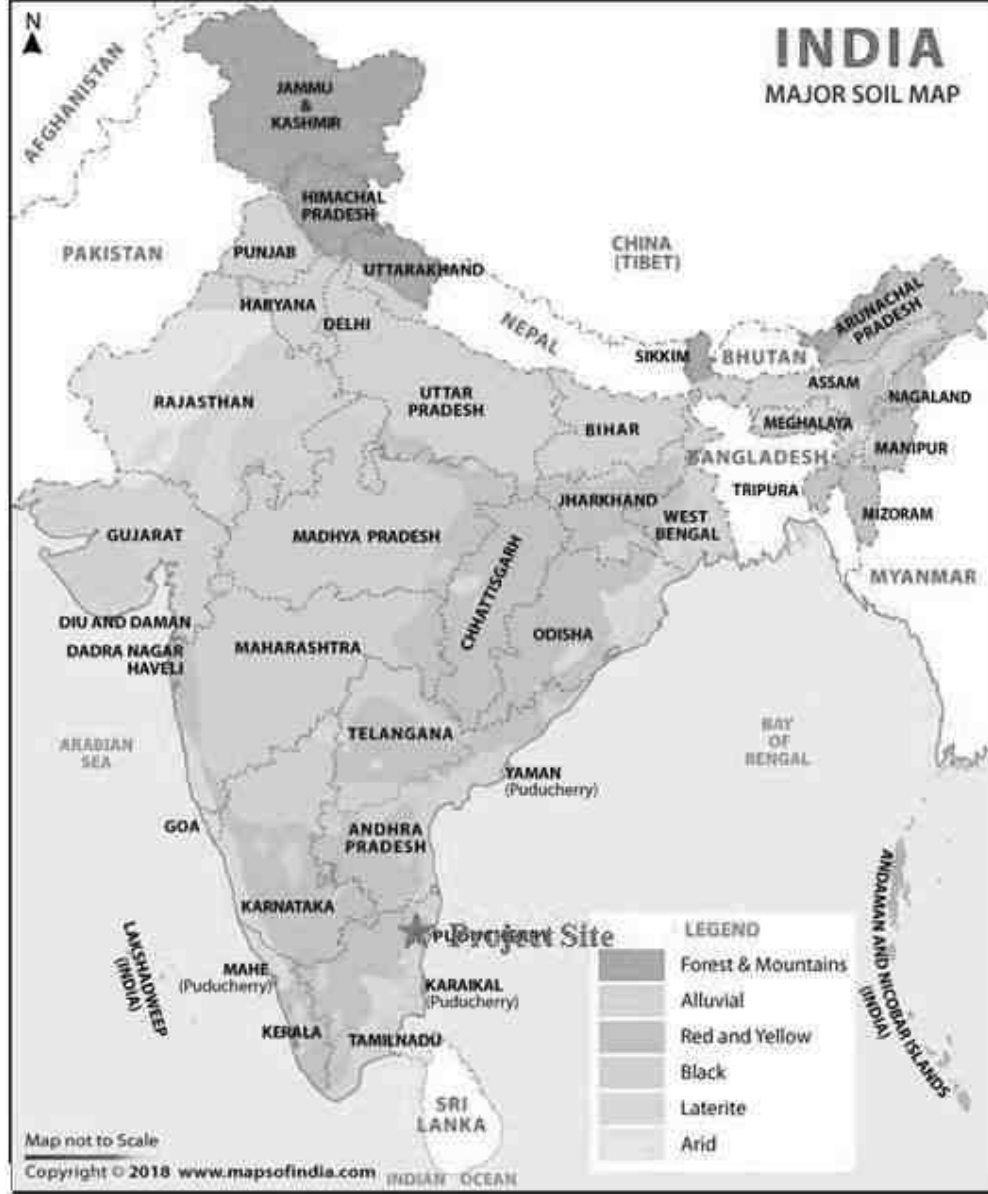 N
INDIA
MAJOR SOIL MAP
AFGHANISTAN
JAMMU
&
KASHMIR
HIMACHAL
PRADESH
PAKISTAN
PUNJAB
CHINA
(TIBET)
UTTARAKHAND
HARYANA
DELHI
NEPAL
SIKKIM
BHUTAN
ARUNACHAL
PRADESH
RAJASTHAN
UTTAR
PRADESH
ASSAM
NAGALAND
BIHAR
MEGHALAYA
MANIPUR
BANGLADESH
TRIPURA
MIZORAM
JHARKHAND
WEST
BENGAL
GUJARAT
MADHYA PRADESH
CHHATTISGARH
MYANMAR
DIU AND DAMAN
DADRA NAGAR
HAVELI
MAHARASHTRA
ODISHA
ARABIAN
SEA
TELANGANA
BAY
OF
BENGAL
YAMAN
(Puducherry)
GOA
ANDHRA
PRADESH
KARNATAKA
Project Site
LAKSHADWEEP
(INDIA)
MAHE
(Puducherry)
KARAIKAL
(Puducherry)
KERALA
TAMILNADU
ANDAMAN AND NICOBAR ISLANDS
(INDIA)
SRI
LANKA
LEGEND
Forest & Mountains
Alluvial
Red and Yellow
Black
Laterite
Arid
Map not to Scale
Copyright © 2018 www.mapsofindia.com
INDIAN OCEAN